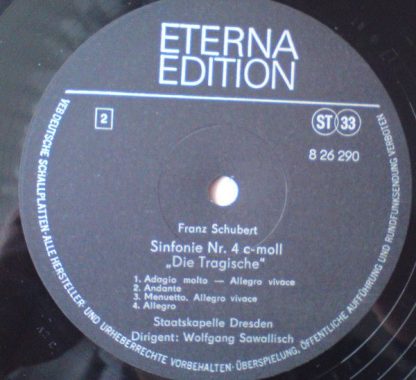 ETERNA
EDITION
2
ST 33
8 26 290
Franz Schubert
Sinfonie Nr. 4 c-moll
„Die Tragische“
1. Adagio molto — Allegro vivace
2. Andante
3. Menuetto. Allegro vivace
4. Allegro
Staatskapelle Dresden
Dirigent: Wolfgang Sawallisch
VEB DEUTSCHE SCHALLPLATTEN · ALLE HERSTELLER- UND URHEBERRECHTE VORBEHALTEN · ÜBERSPIELUNG, ÖFFENTLICHE AUFFÜHRUNG UND RUNDFUNKSENDUNG VERBOTEN